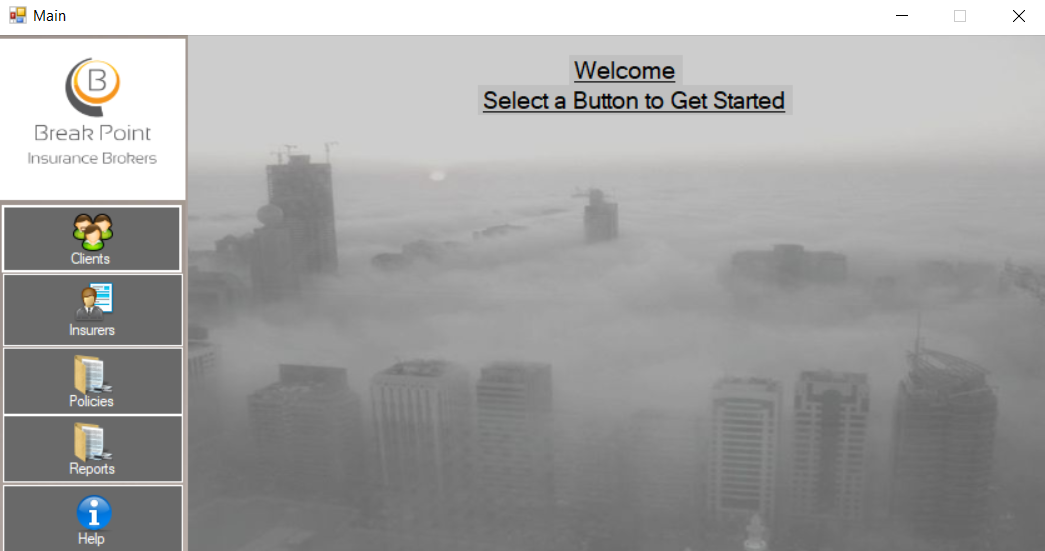 Main
B
Break Point
Insurance Brokers
Welcome
Select a Button to Get Started
Clients
Insurers
Policies
Reports
Help